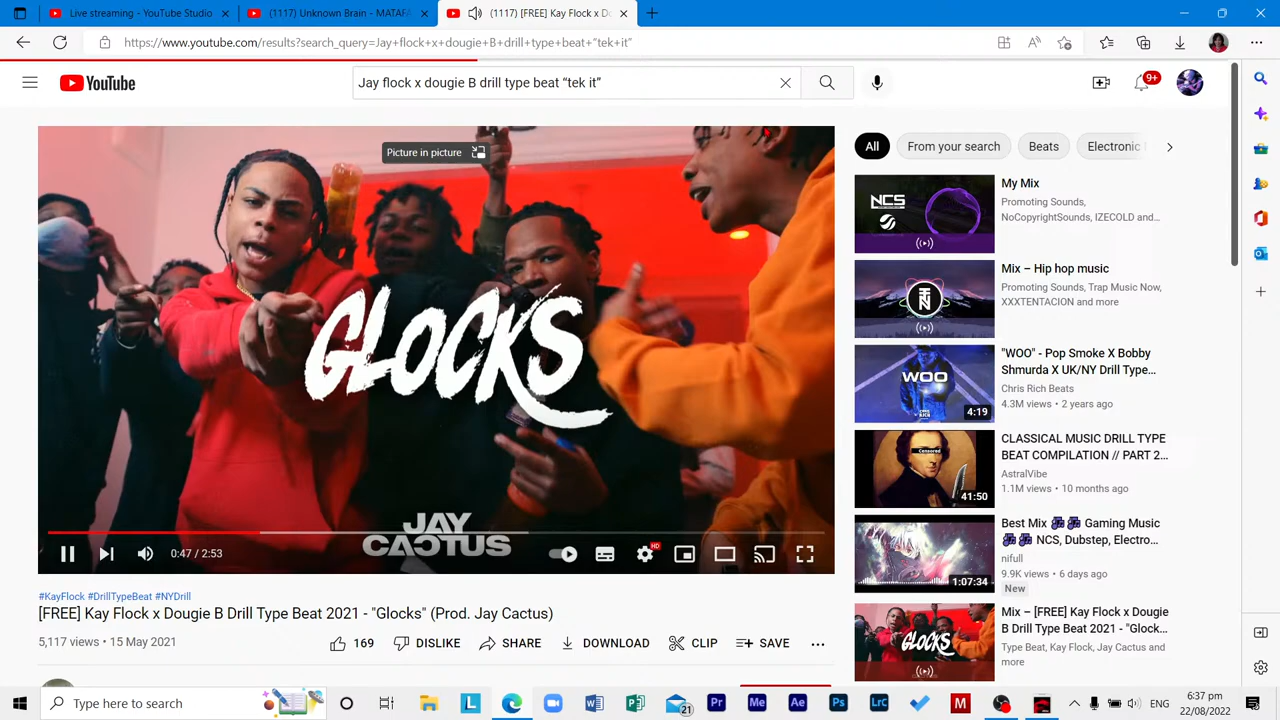 Live streaming - YouTube Studio
(1117) Unknown Brain - MATAFA
(1117) [FREE] Kay Flock x Do
https://www.youtube.com/results?search_query=Jay+flock+x+dougie+B+drill+type+beat+“tek+it”
YouTube
Jay flock x dougie B drill type beat “tek it”
9+
Picture in picture
GLOCKS
JAY
CACTUS
0:47 / 2:53
HD
#KayFlock #DrillTypeBeat #NYDrill
[FREE] Kay Flock x Dougie B Drill Type Beat 2021 - "Glocks" (Prod. Jay Cactus)
5,117 views • 15 May 2021
169
DISLIKE
SHARE
DOWNLOAD
CLIP
SAVE
All
From your search
Beats
Electronic
NCS
My Mix
Promoting Sounds,
NoCopyrightSounds, IZECOLD and...
Mix – Hip hop music
Promoting Sounds, Trap Music Now,
XXXTENTACION and more
WOO
4:19
"WOO" - Pop Smoke X Bobby
Shmurda X UK/NY Drill Type...
Chris Rich Beats
4.3M views • 2 years ago
Censored
41:50
CLASSICAL MUSIC DRILL TYPE
BEAT COMPILATION // PART 2...
AstralVibe
1.1M views • 10 months ago
1:07:34
Best Mix 🎮🎮 Gaming Music
🎮🎮 NCS, Dubstep, Electro...
nifull
9.9K views • 6 days ago
New
GLOCKS
Mix – [FREE] Kay Flock x Dougie
B Drill Type Beat 2021 - "Glock...
Type Beat, Kay Flock, Jay Cactus and
more
Type here to search
21
Pr
Me
Ae
Ps
Lrc
M
ENG
6:37 pm
22/08/2022